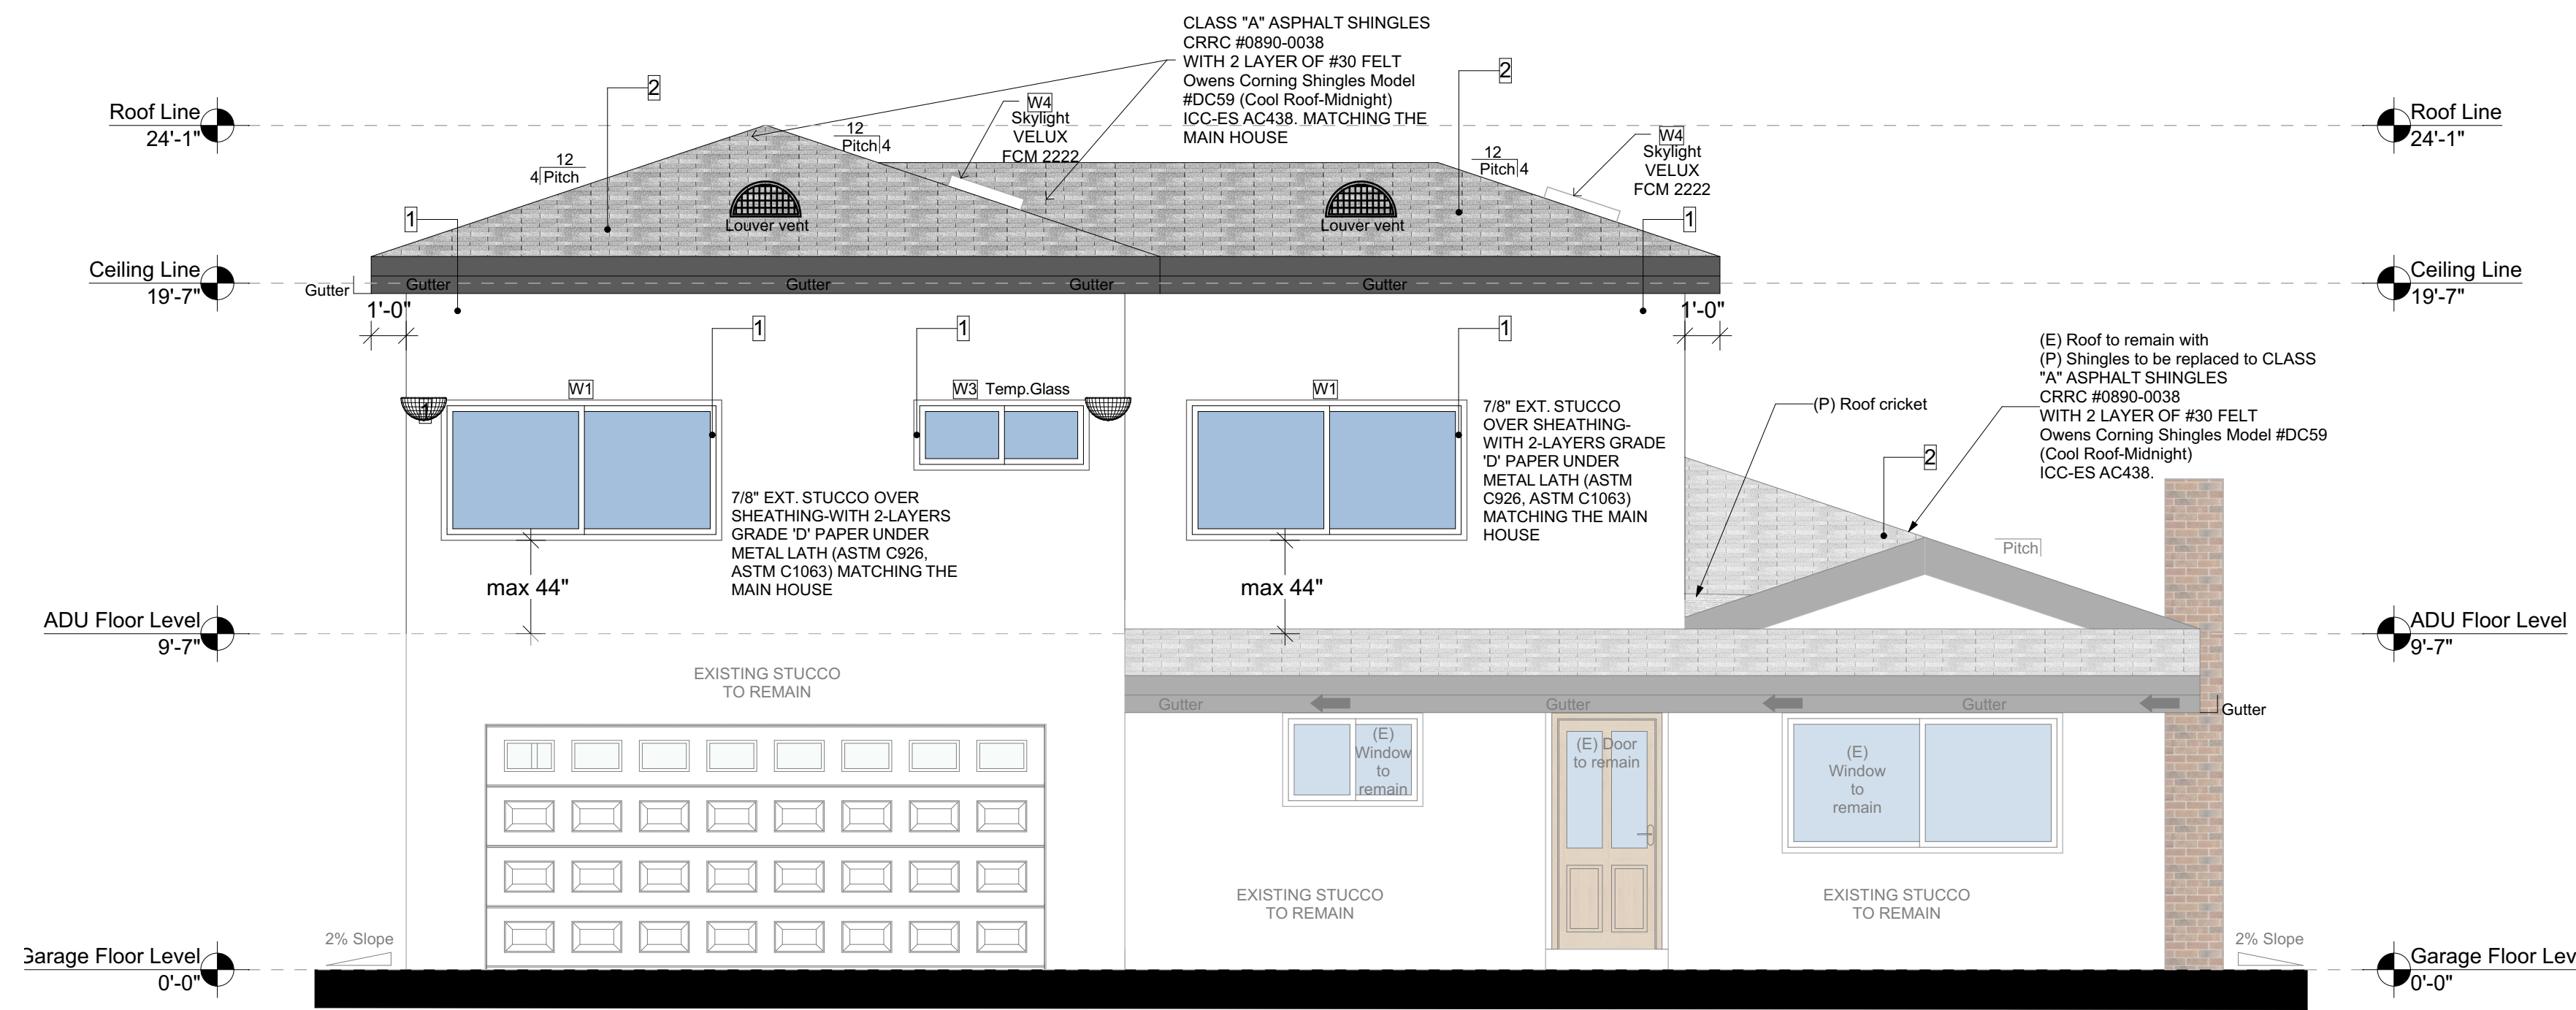 CLASS "A" ASPHALT SHINGLES
CRRC #0890-0038
WITH 2 LAYER OF #30 FELT
Owens Corning Shingles Model
#DC59 (Cool Roof-Midnight)
ICC-ES AC438. MATCHING THE
MAIN HOUSE
2
2
Roof Line
24'-1"
Roof Line
24'-1"
W4
Skylight
VELUX
FCM 2222
W4
Skylight
VELUX
FCM 2222
12
4 Pitch
12
Pitch 4
12
Pitch 4
1
1
Louver vent
Louver vent
Ceiling Line
19'-7"
Ceiling Line
19'-7"
Gutter
Gutter
Gutter
Gutter
Gutter
1'-0"
1'-0"
1
1
1
(E) Roof to remain with
(P) Shingles to be replaced to CLASS
"A" ASPHALT SHINGLES
CRRC #0890-0038
WITH 2 LAYER OF #30 FELT
Owens Corning Shingles Model #DC59
(Cool Roof-Midnight)
ICC-ES AC438.
W1
W3 Temp.Glass
W1
1
(P) Roof cricket
2
7/8" EXT. STUCCO
OVER SHEATHING-
WITH 2-LAYERS GRADE
'D' PAPER UNDER
METAL LATH (ASTM
C926, ASTM C1063)
MATCHING THE MAIN
HOUSE
7/8" EXT. STUCCO OVER
SHEATHING-WITH 2-LAYERS
GRADE 'D' PAPER UNDER
METAL LATH (ASTM C926,
ASTM C1063) MATCHING THE
MAIN HOUSE
Pitch
max 44"
max 44"
ADU Floor Level
9'-7"
ADU Floor Level
9'-7"
EXISTING STUCCO
TO REMAIN
Gutter
Gutter
Gutter
Gutter
(E)
Window
to
remain
(E) Door
to remain
(E)
Window
to
remain
EXISTING STUCCO
TO REMAIN
EXISTING STUCCO
TO REMAIN
2% Slope
2% Slope
Garage Floor Level
0'-0"
Garage Floor Lev
0'-0"